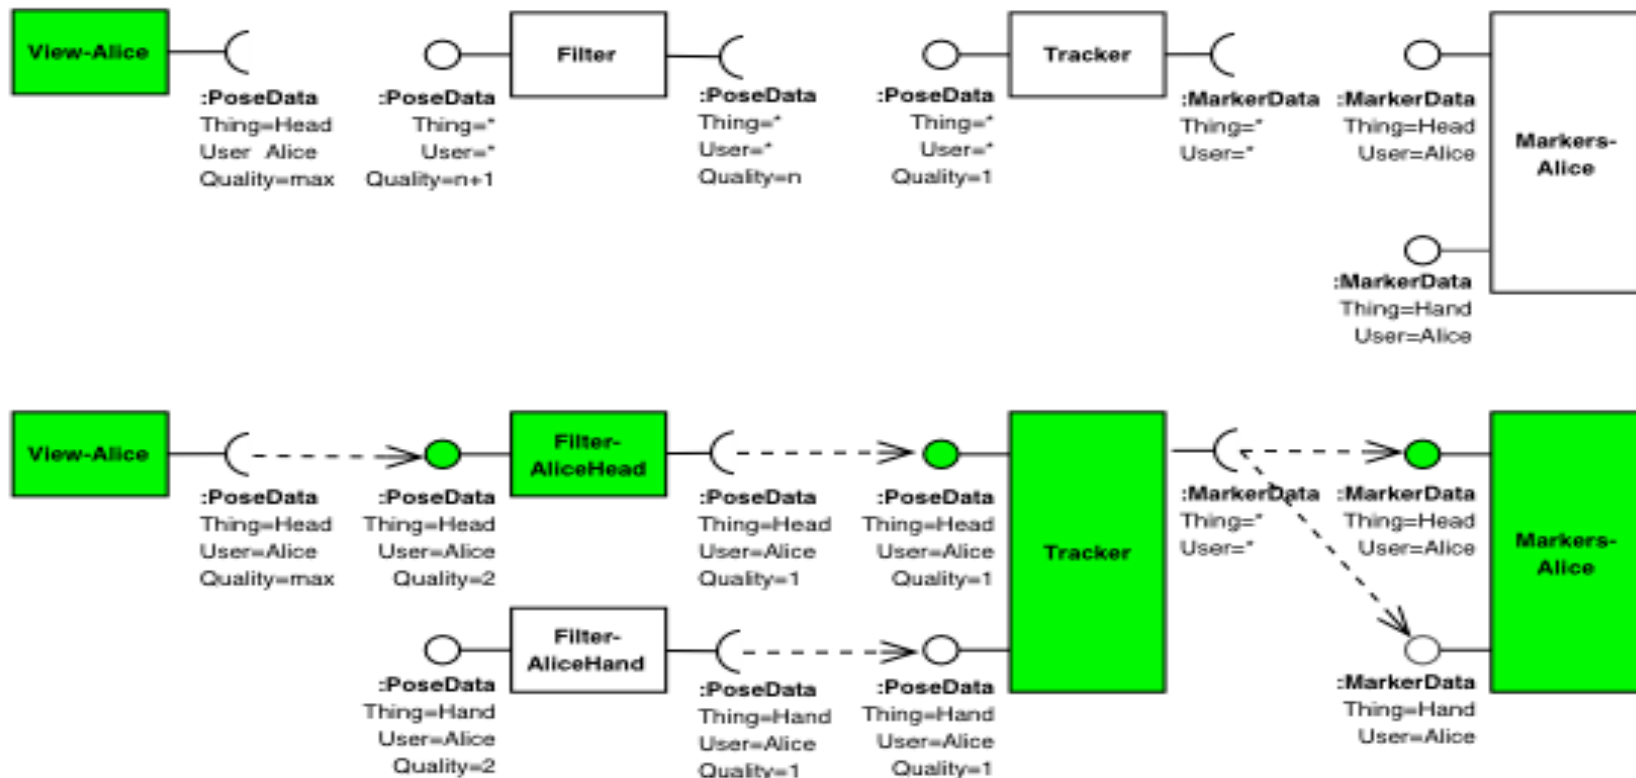 View-Alice
:PoseData
Thing=Head
User Alice
Quality=max
:PoseData
Thing=*
User=*
Quality=n+1
Filter
:PoseData
Thing=*
User=*
Quality=n
:PoseData
Thing=*
User=*
Quality=1
Tracker
:MarkerData
Thing=*
User=*
:MarkerData
Thing=Head
User=Alice
Markers-
Alice
:MarkerData
Thing=Hand
User=Alice
View-Alice
:PoseData
Thing=Head
User=Alice
Quality=max
:PoseData
Thing=Head
User=Alice
Quality=2
Filter-
AliceHead
:PoseData
Thing=Head
User=Alice
Quality=1
:PoseData
Thing=Head
User=Alice
Quality=1
Tracker
:MarkerData
Thing=*
User=*
:MarkerData
Thing=Head
User=Alice
Markers-
Alice
:PoseData
Thing=Hand
User=Alice
Quality=2
Filter-
AliceHand
:PoseData
Thing=Hand
User=Alice
Quality=1
:PoseData
Thing=Hand
User=Alice
Quality=1
:MarkerData
Thing=Hand
User=Alice